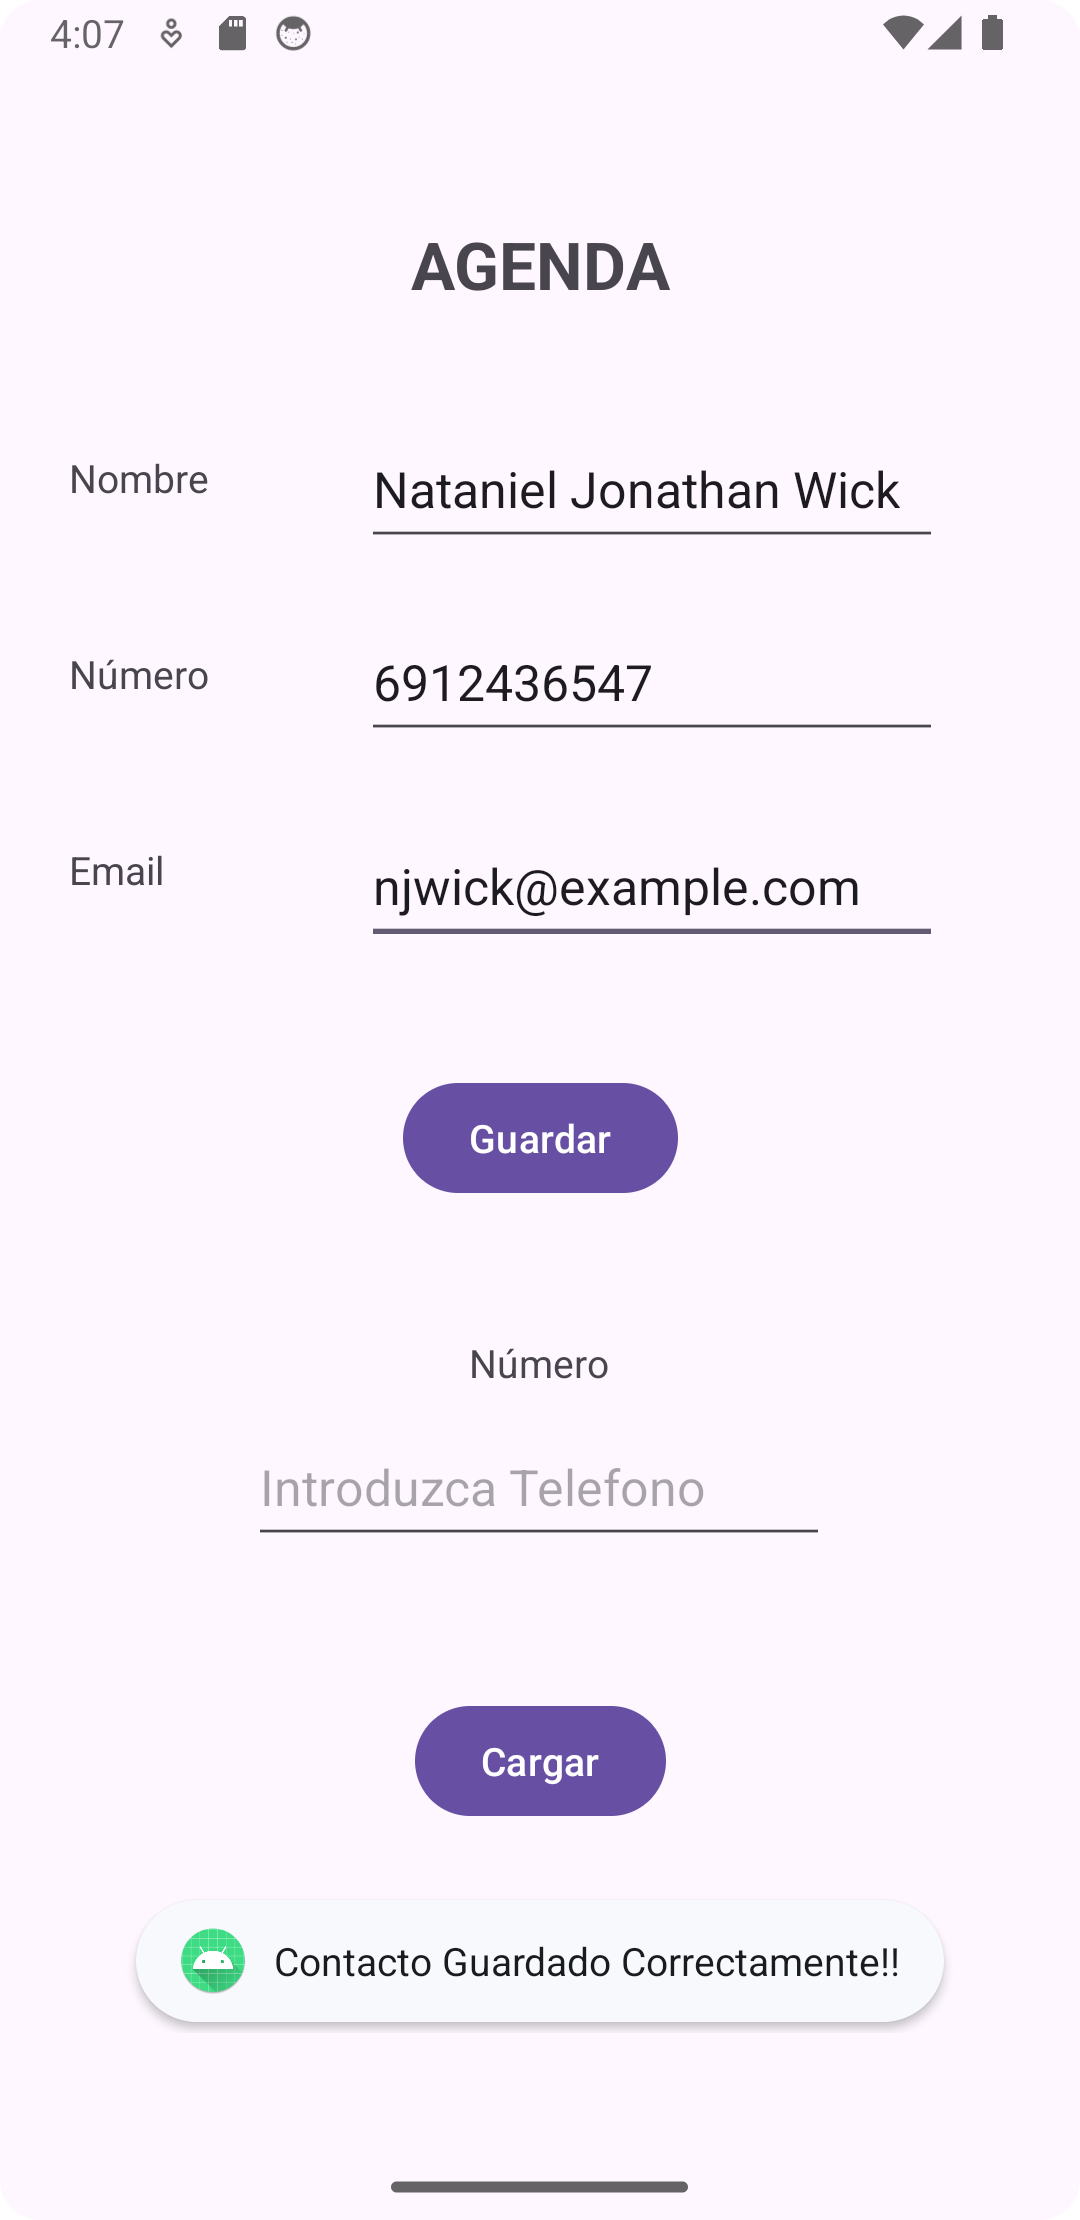 4:07
AGENDA
Nombre
Nataniel Jonathan Wick
Número
6912436547
Email
njwick@example.com
Guardar
Número
Introduzca Telefono
Cargar
Contacto Guardado Correctamente!!